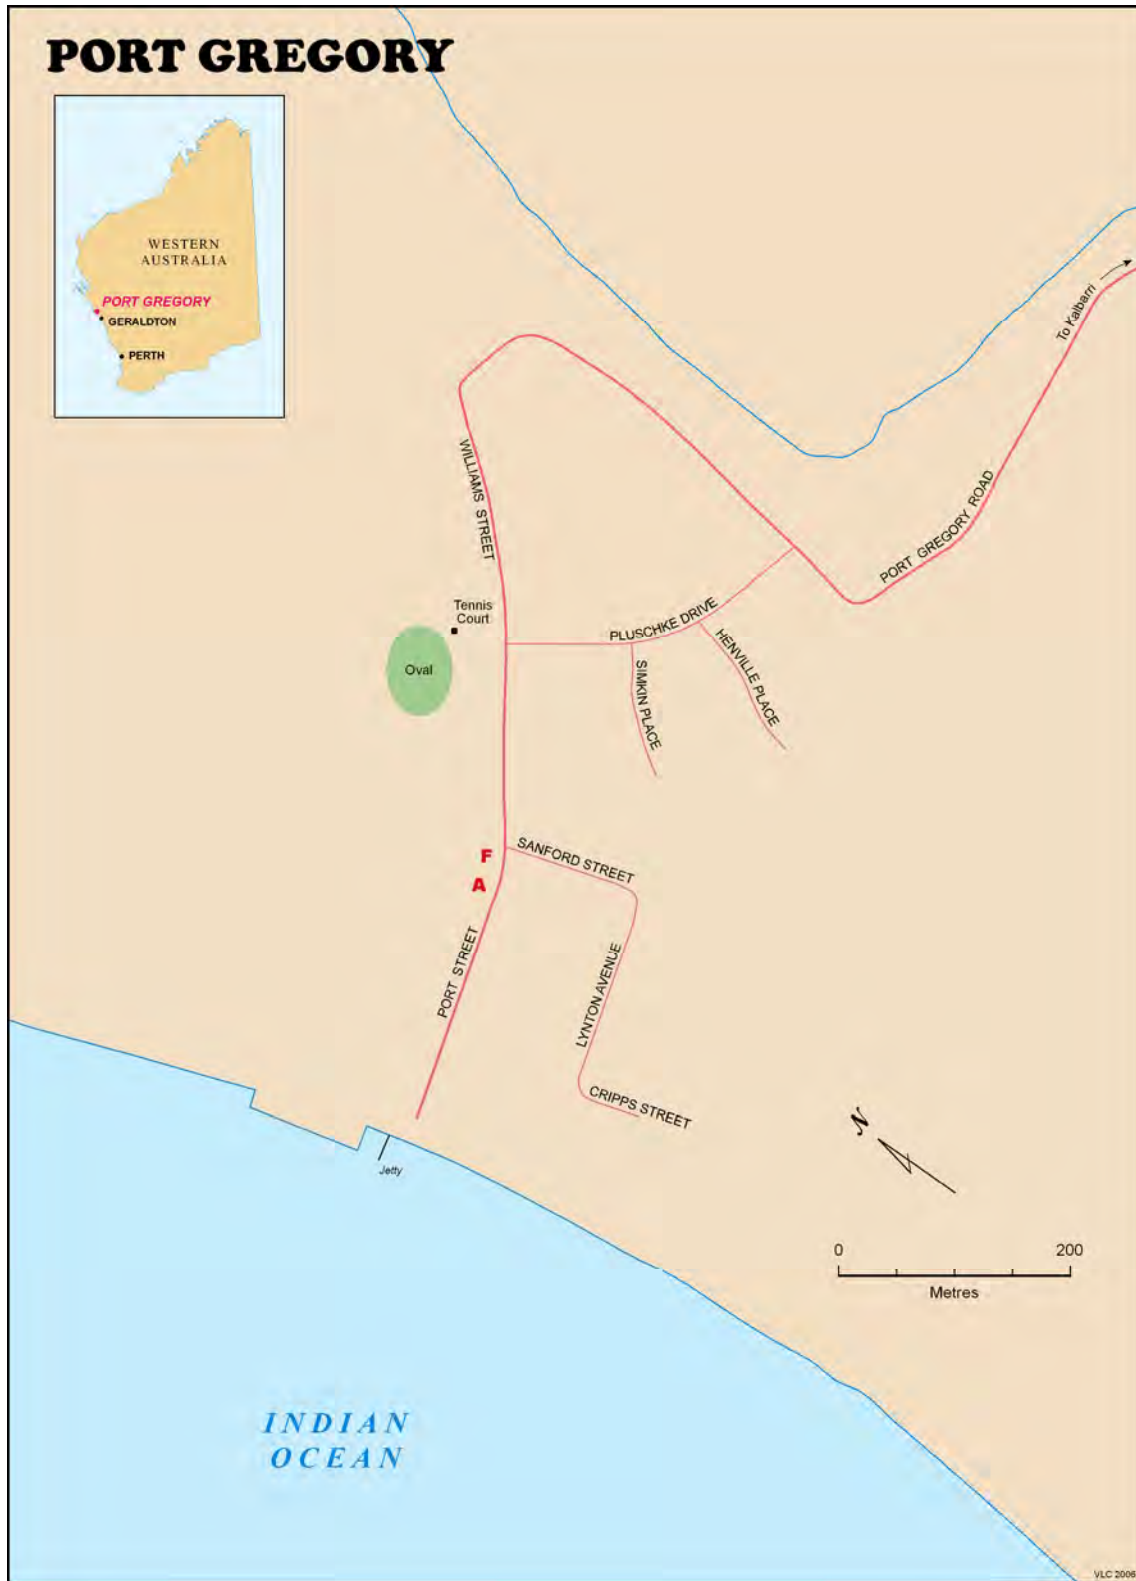 PORT GREGORY
WESTERN
AUSTRALIA
PORT GREGORY
GERALDTON
PERTH
To Kalbarri
WILLIAMS STREET
PORT GREGORY ROAD
Tennis
Court
PLUSCHKE DRIVE
HENVILLE PLACE
Oval
SIMKIN PLACE
F
SANFORD STREET
A
PORT STREET
LYNTON AVENUE
CRIPPS STREET
N
Jetty
0 200
Metres
INDIAN
OCEAN
VLC 2006